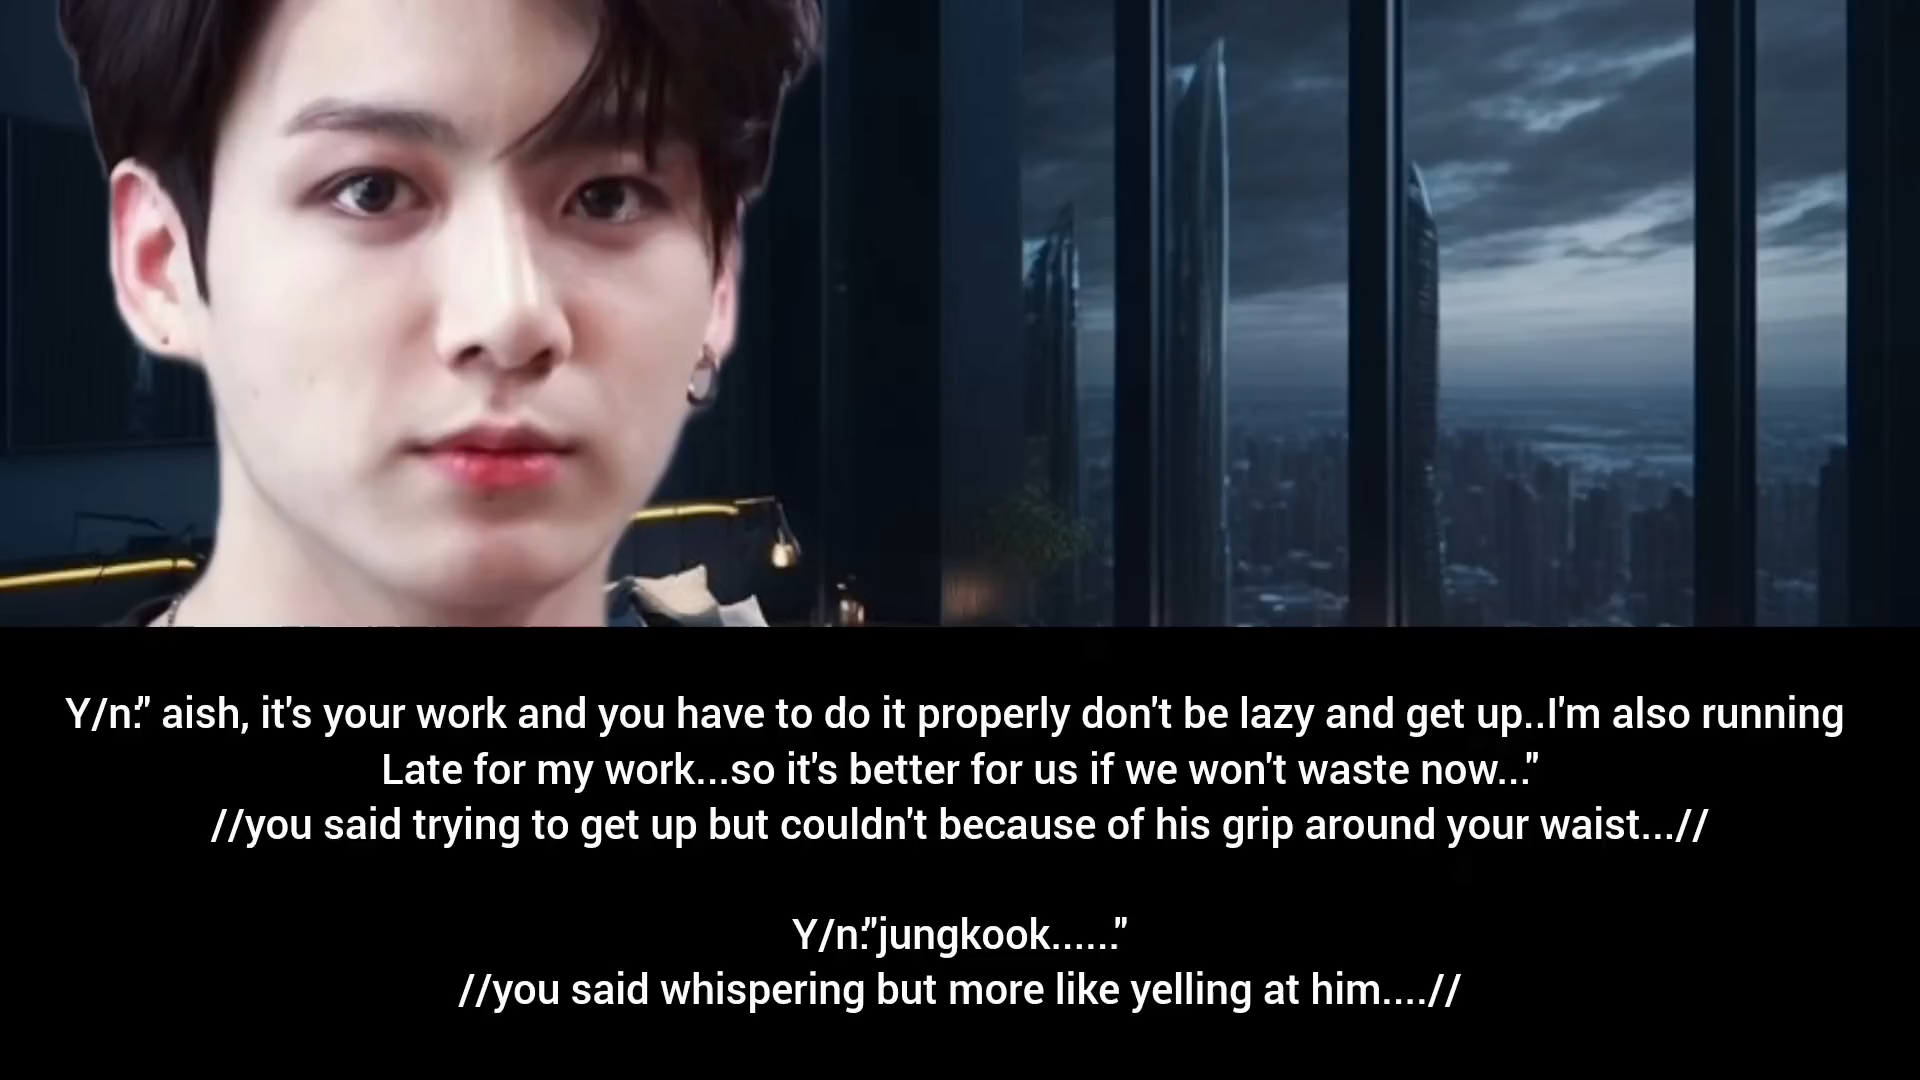 Y/n:" aish, it's your work and you have to do it properly don't be lazy and get up..I'm also running
Late for my work...so it's better for us if we won't waste now..."
//you said trying to get up but couldn't because of his grip around your waist...//
Y/n:"jungkook......"
//you said whispering but more like yelling at him....//